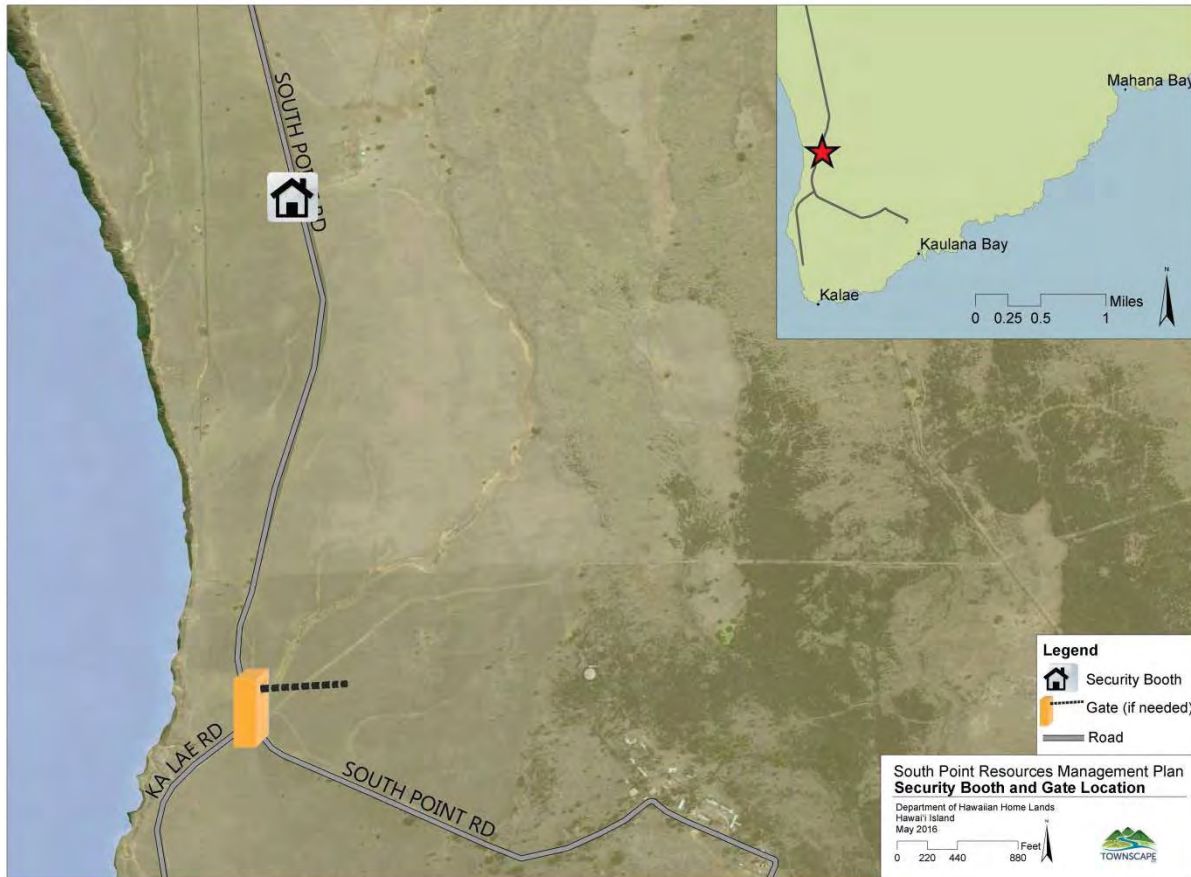 SOUTH POINT RD
Mahana Bay
Kaulana Bay
Kalae
N
Miles
0 0.25 0.5 1
KA LAE RD
SOUTH POINT RD
Legend
Security Booth
Gate (if needed)
Road
South Point Resources Management Plan
Security Booth and Gate Location
Department of Hawaiian Home Lands
Hawai'i Island
May 2016
N
Feet
0 220 440 880
TOWNSCAPE